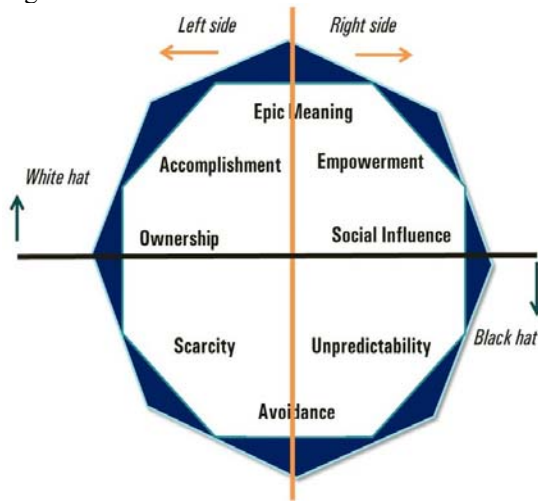 Left side
Right side
Epic Meaning
Accomplishment
Empowerment
White hat
Ownership
Social Influence
Scarcity
Unpredictability
Black hat
Avoidance